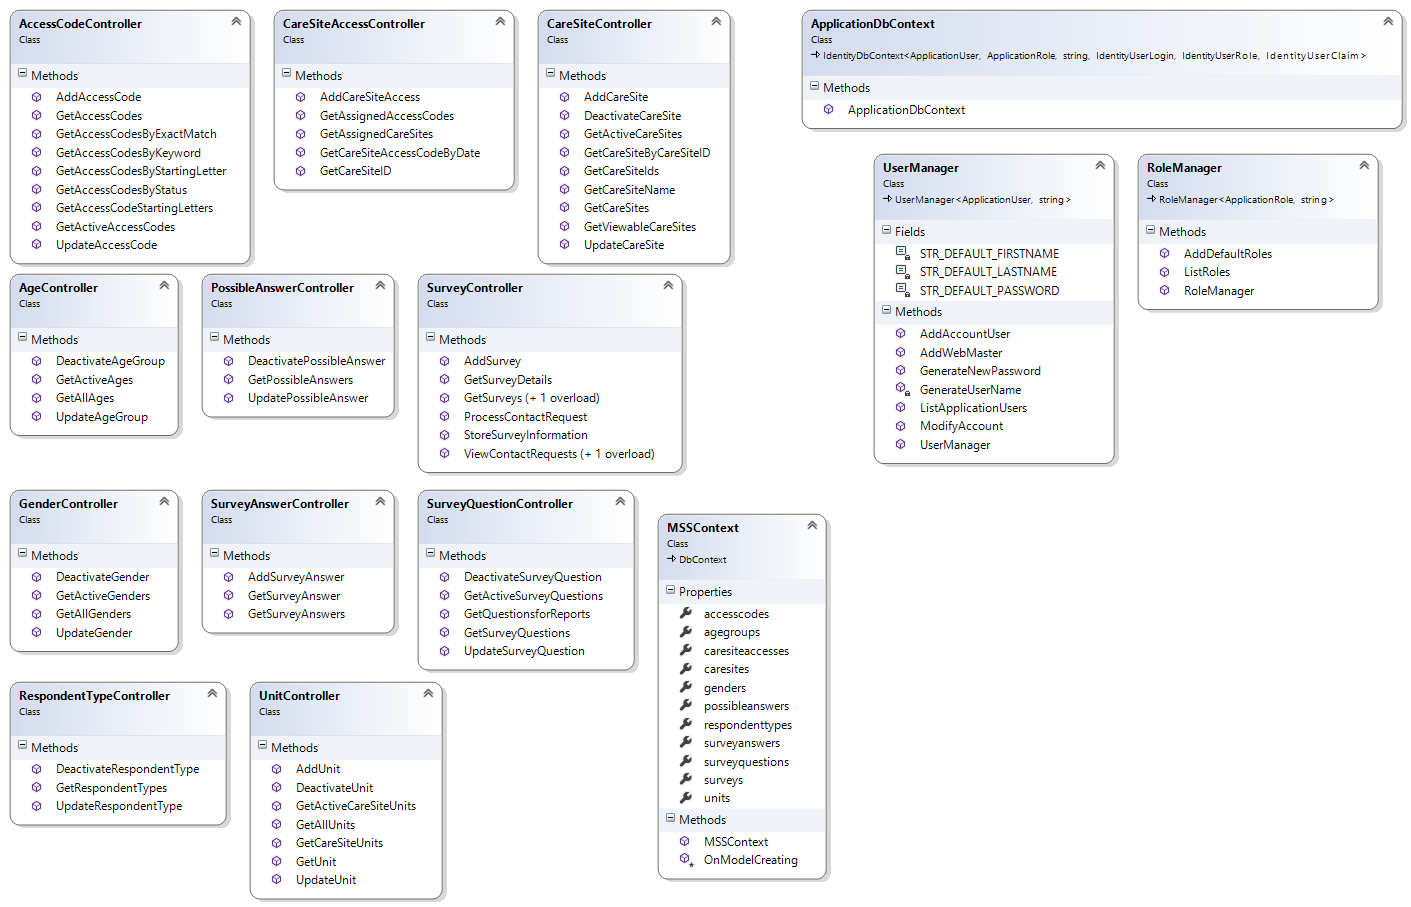 AccessCodeController
Class
Methods
AddAccessCode
GetAccessCodes
GetAccessCodesByExactMatch
GetAccessCodesByKeyword
GetAccessCodesByStartingLetter
GetAccessCodesByStatus
GetAccessCodeStartingLetters
GetActiveAccessCodes
UpdateAccessCode
CareSiteAccessController
Class
Methods
AddCareSiteAccess
GetAssignedAccessCodes
GetAssignedCareSites
GetCareSiteAccessCodeByDate
GetCareSiteID
CareSiteController
Class
Methods
AddCareSite
DeactivateCareSite
GetActiveCareSites
GetCareSiteByCareSiteID
GetCareSiteIds
GetCareSiteName
GetCareSites
GetViewableCareSites
UpdateCareSite
ApplicationDbContext
Class
IdentityDbContext<ApplicationUser, ApplicationRole, string, IdentityUserLogin, IdentityUserRole, IdentityUserClaim>
Methods
ApplicationDbContext
UserManager
Class
UserManager<ApplicationUser, string>
Fields
STR_DEFAULT_FIRSTNAME
STR_DEFAULT_LASTNAME
STR_DEFAULT_PASSWORD
Methods
AddAccountUser
AddWebMaster
GenerateNewPassword
GenerateUserName
ListApplicationUsers
ModifyAccount
UserManager
RoleManager
Class
RoleManager<ApplicationRole, string>
Methods
AddDefaultRoles
ListRoles
RoleManager
AgeController
Class
Methods
DeactivateAgeGroup
GetActiveAges
GetAllAges
UpdateAgeGroup
PossibleAnswerController
Class
Methods
DeactivatePossibleAnswer
GetPossibleAnswers
UpdatePossibleAnswer
SurveyController
Class
Methods
AddSurvey
GetSurveyDetails
GetSurveys (+ 1 overload)
ProcessContactRequest
StoreSurveyInformation
ViewContactRequests (+ 1 overload)
GenderController
Class
Methods
DeactivateGender
GetActiveGenders
GetAllGenders
UpdateGender
SurveyAnswerController
Class
Methods
AddSurveyAnswer
GetSurveyAnswer
GetSurveyAnswers
SurveyQuestionController
Class
Methods
DeactivateSurveyQuestion
GetActiveSurveyQuestions
GetQuestionsforReports
GetSurveyQuestions
UpdateSurveyQuestion
MSSContext
Class
DbContext
Properties
accesscodes
agegroups
caresiteaccesses
caresites
genders
possibleanswers
respondenttypes
surveyanswers
surveyquestions
surveys
units
Methods
MSSContext
OnModelCreating
RespondentTypeController
Class
Methods
DeactivateRespondentType
GetRespondentTypes
UpdateRespondentType
UnitController
Class
Methods
AddUnit
DeactivateUnit
GetActiveCareSiteUnits
GetAllUnits
GetCareSiteUnits
GetUnit
UpdateUnit